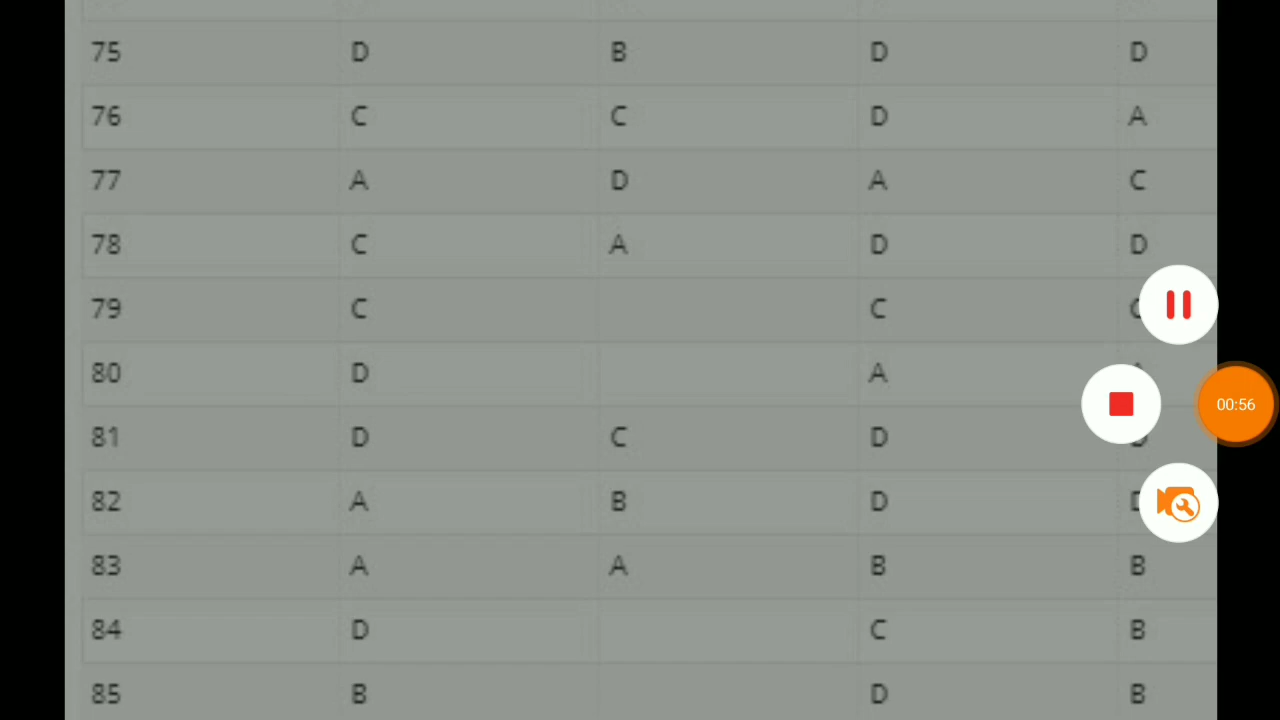 75 D B D D
76 C C D A
77 A D A C
78 C A D D
79 C C
80 D A
81 D C D
82 A B D D
83 A A B B
84 D C B
85 B D B
00:56